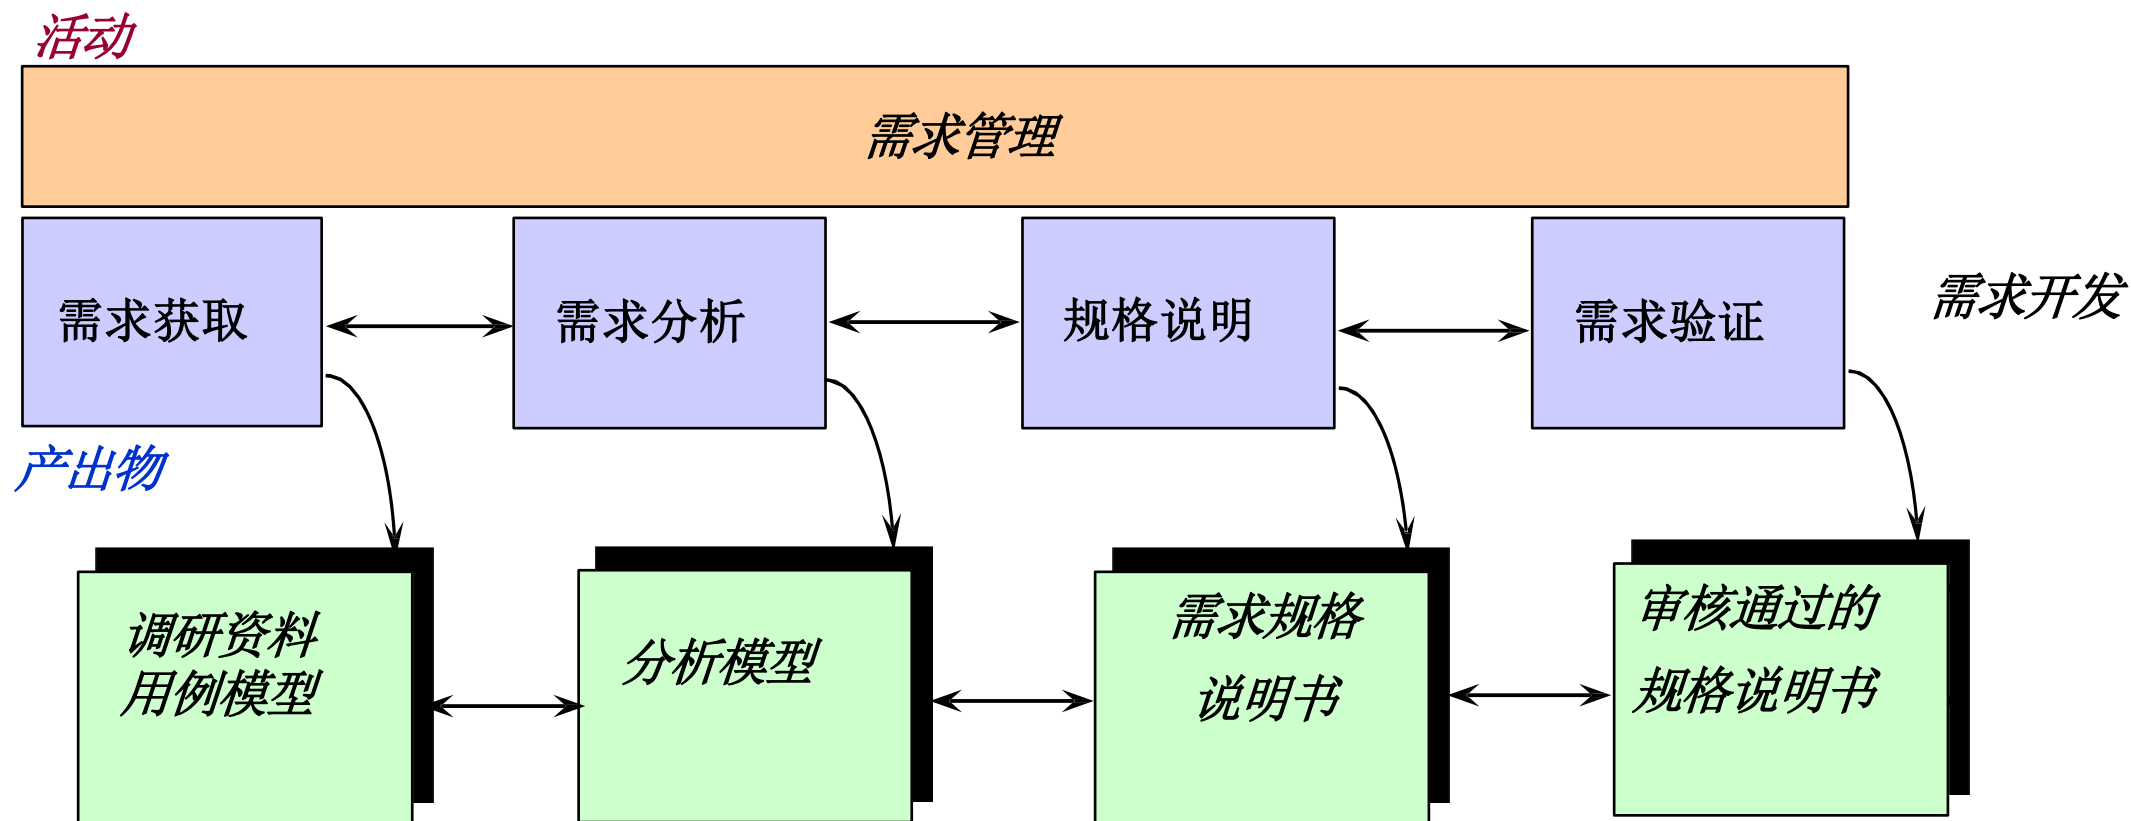 活动
需求管理
需求获取
需求分析
规格说明
需求验证
需求开发
产出物
调研资料
用例模型
分析模型
需求规格
说明书
审核通过的
规格说明书